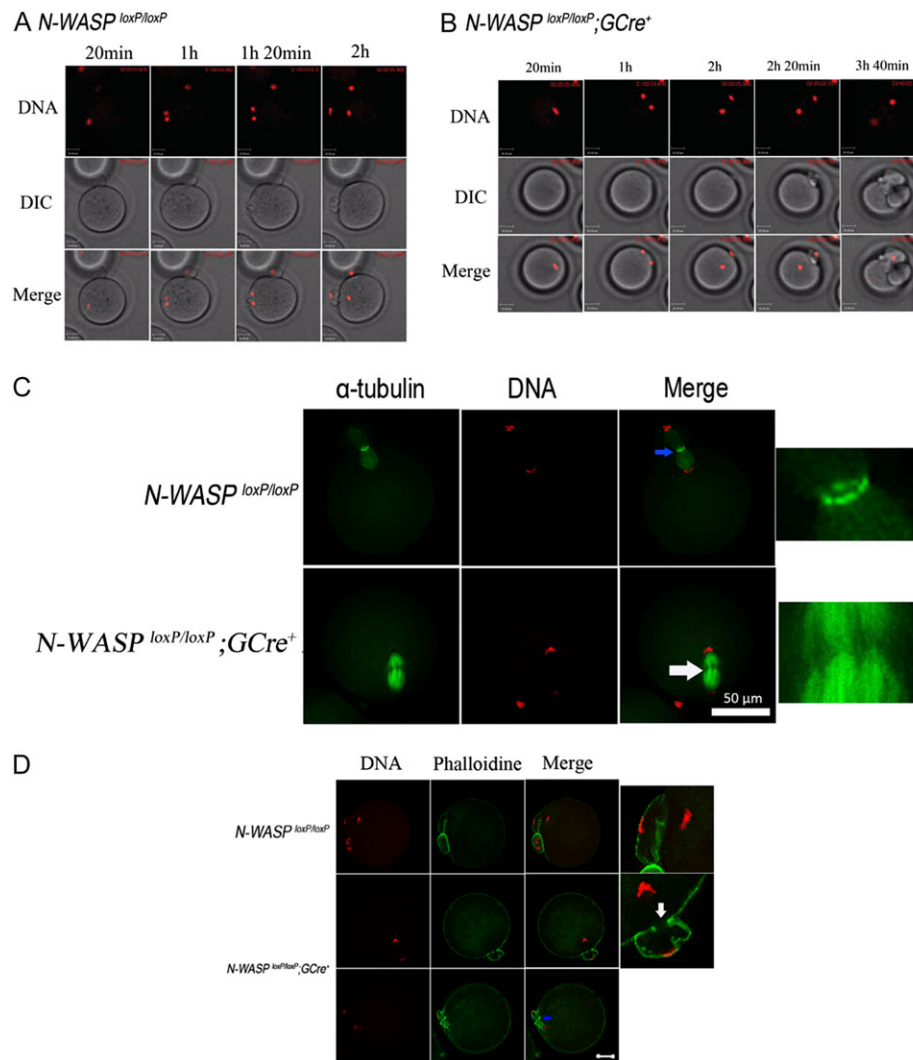 A N-WASP loxP/loxP
20min 1h 1h 20min 2h
DNA
DIC
Merge
B N-WASP loxP/loxP;GCre+
20min 1h 2h 2h 20min 3h 40min
DNA
DIC
Merge
C
α-tubulin DNA Merge
N-WASP loxP/loxP
N-WASP loxP/loxP ;GCre+
50 µm
D
DNA Phalloidine Merge
N-WASP loxP/loxP
N-WASP loxP/loxP;GCre+